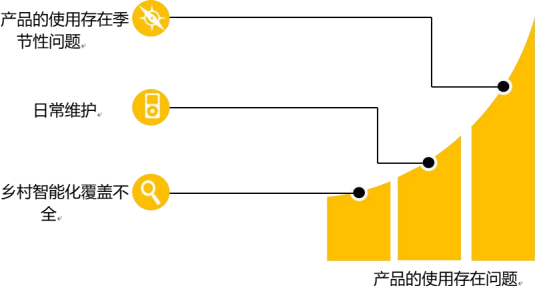 产品的使用存在季
节性问题
日常维护
乡村智能化覆盖不
全
产品的使用存在问题